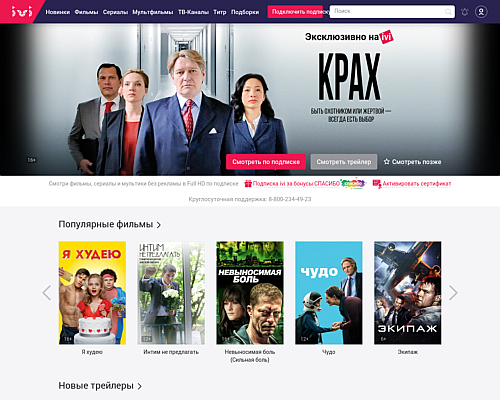 ivi Новинки Фильмы Сериалы Мультфильмы ТВ-Каналы Титр Подборки Подключить подписку Поиск
Эксклюзивно на ivi
КРАХ
БЫТЬ ОХОТНИКОМ ИЛИ ЖЕРТВОЙ —
ВСЕГДА ЕСТЬ ВЫБОР
16+
Смотреть по подписке Смотреть трейлер Смотреть позже
Смотри фильмы, сериалы и мультики без рекламы в Full HD по подписке Подписка ivi за бонусы СПАСИБО спасибо Активировать сертификат
Круглосуточная поддержка: 8-800-234-49-23
Популярные фильмы
Я ХУДЕЮ
16+
ИНТИМ
НЕ ПРЕДЛАГАТЬ
12+
НЕВЫНОСИМАЯ
БОЛЬ
16+
ЧУДО
12+
ЭКИПАЖ
6+
Я худею Интим не предлагать Невыносимая боль Чудо Экипаж
(Сильная боль)
Новые трейлеры